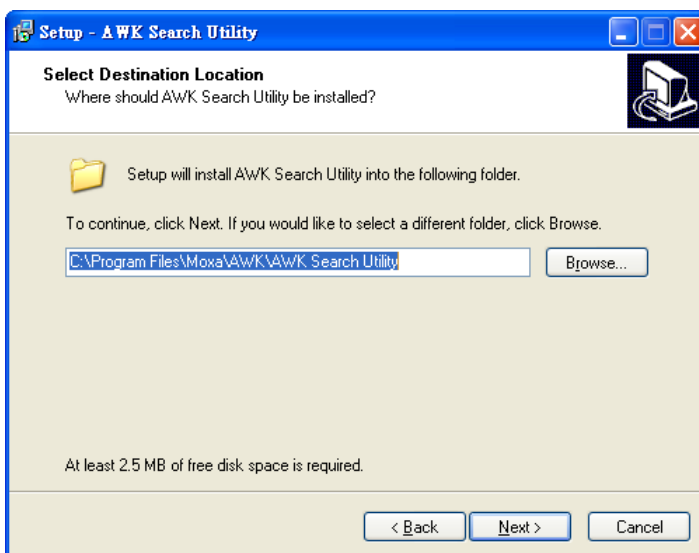 Setup - AWK Search Utility
Select Destination Location
Where should AWK Search Utility be installed?
Setup will install AWK Search Utility into the following folder.
To continue, click Next. If you would like to select a different folder, click Browse.
C:\Program Files\Moxa\AWK\AWK Search Utility
Browse...
At least 2.5 MB of free disk space is required.
< Back
Next >
Cancel